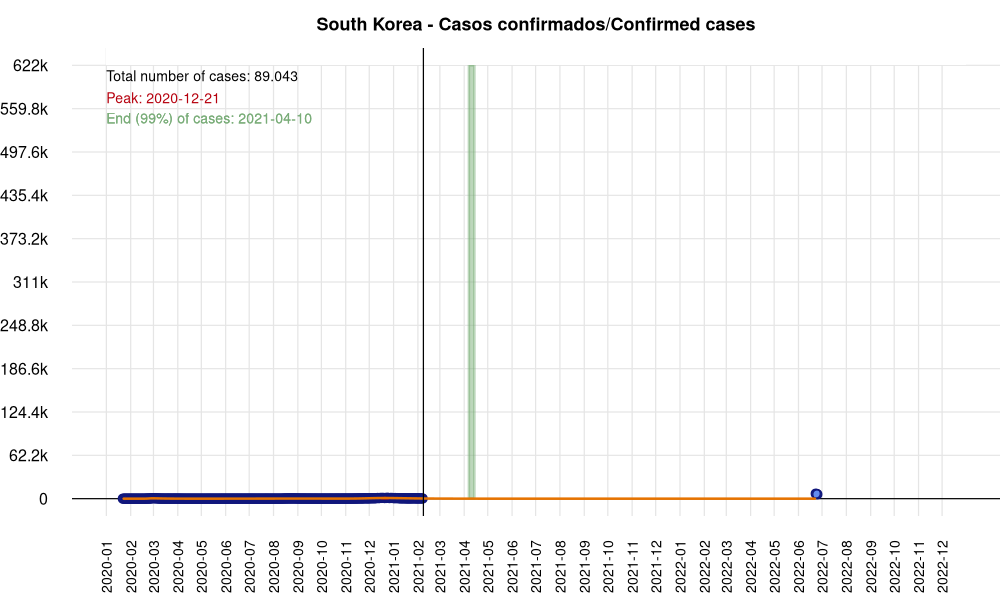 South Korea - Casos confirmados/Confirmed cases
Total number of cases: 89.043
Peak: 2020-12-21
End (99%) of cases: 2021-04-10
622k
559.8k
497.6k
435.4k
373.2k
311k
248.8k
186.6k
124.4k
62.2k
0
2020-01
2020-02
2020-03
2020-04
2020-05
2020-06
2020-07
2020-08
2020-09
2020-10
2020-11
2020-12
2021-01
2021-02
2021-03
2021-04
2021-05
2021-06
2021-07
2021-08
2021-09
2021-10
2021-11
2021-12
2022-01
2022-02
2022-03
2022-04
2022-05
2022-06
2022-07
2022-08
2022-09
2022-10
2022-11
2022-12